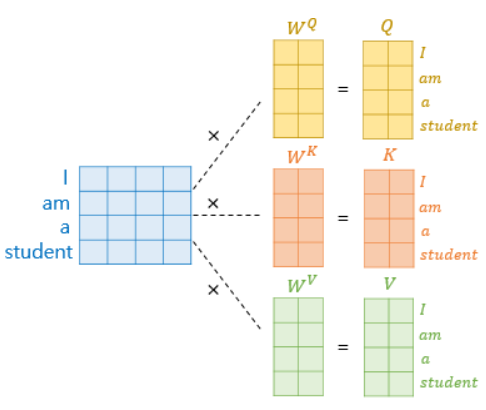 W^Q Q
I
am
a
student
×
=
W^K K
I
am
a
student
I
am
a
student
×
=
×
W^V V
I
am
a
student
=